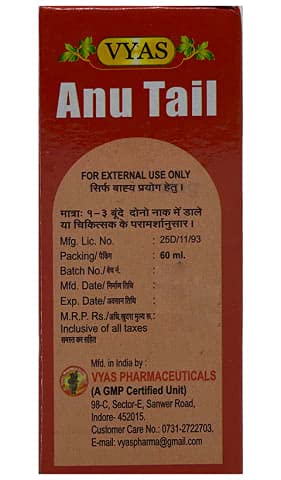 VYAS
Anu Tail
FOR EXTERNAL USE ONLY
सिर्फ बाह्य प्रयोग हेतु ।
मात्राः १-३ बूंदे दोनो नाक में डाले
या चिकित्सक के परामर्शानुसार ।
Mfg. Lic. No. : 25D/11/93
Packing/ पैकिंग : 60 ml.
Batch No./ बेच नं. :
Mfd. Date/ निर्माण तिथि :
Exp. Date/ अवसान तिथि :
M.R.P. Rs./ अधि. खुदरा मूल्य रू. :
Inclusive of all taxes
समस्त कर सहित
Mfd. in India by :
VYAS PHARMACEUTICALS
(A GMP Certified Unit)
98-C, Sector-E, Sanwer Road,
Indore- 452015.
Customer Care No.: 0731-2722703.
E-mail: vyaspharma@gmail.com